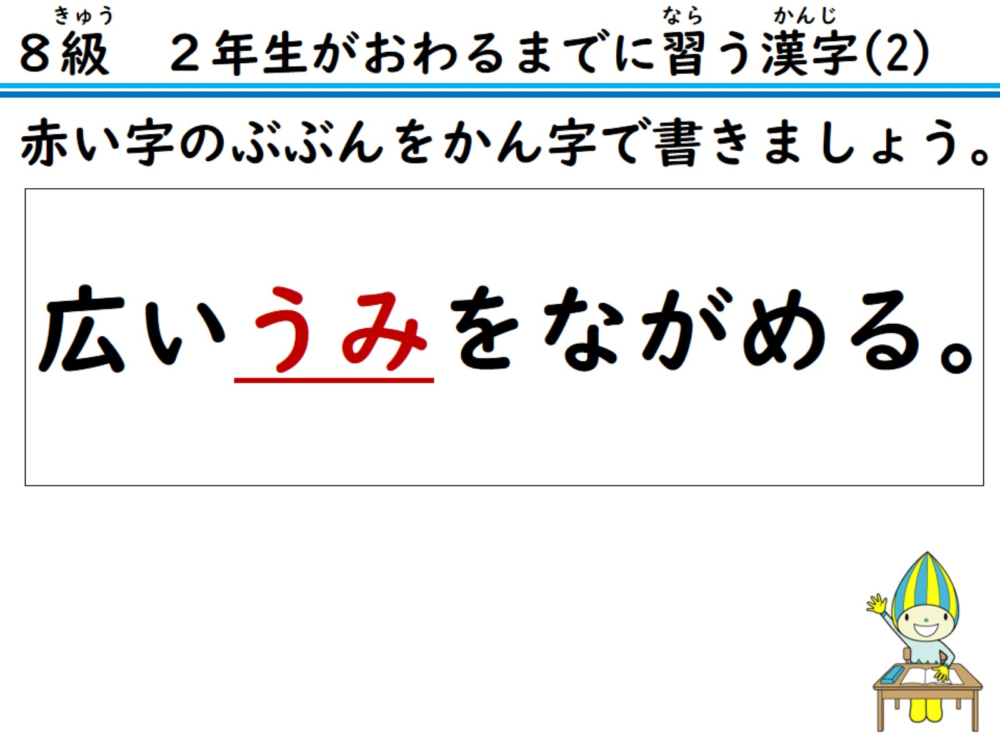 きゅう なら かんじ
８級　２年生がおわるまでに習う漢字(2)
赤い字のぶぶんをかん字で書きましょう。
広いうみをながめる。